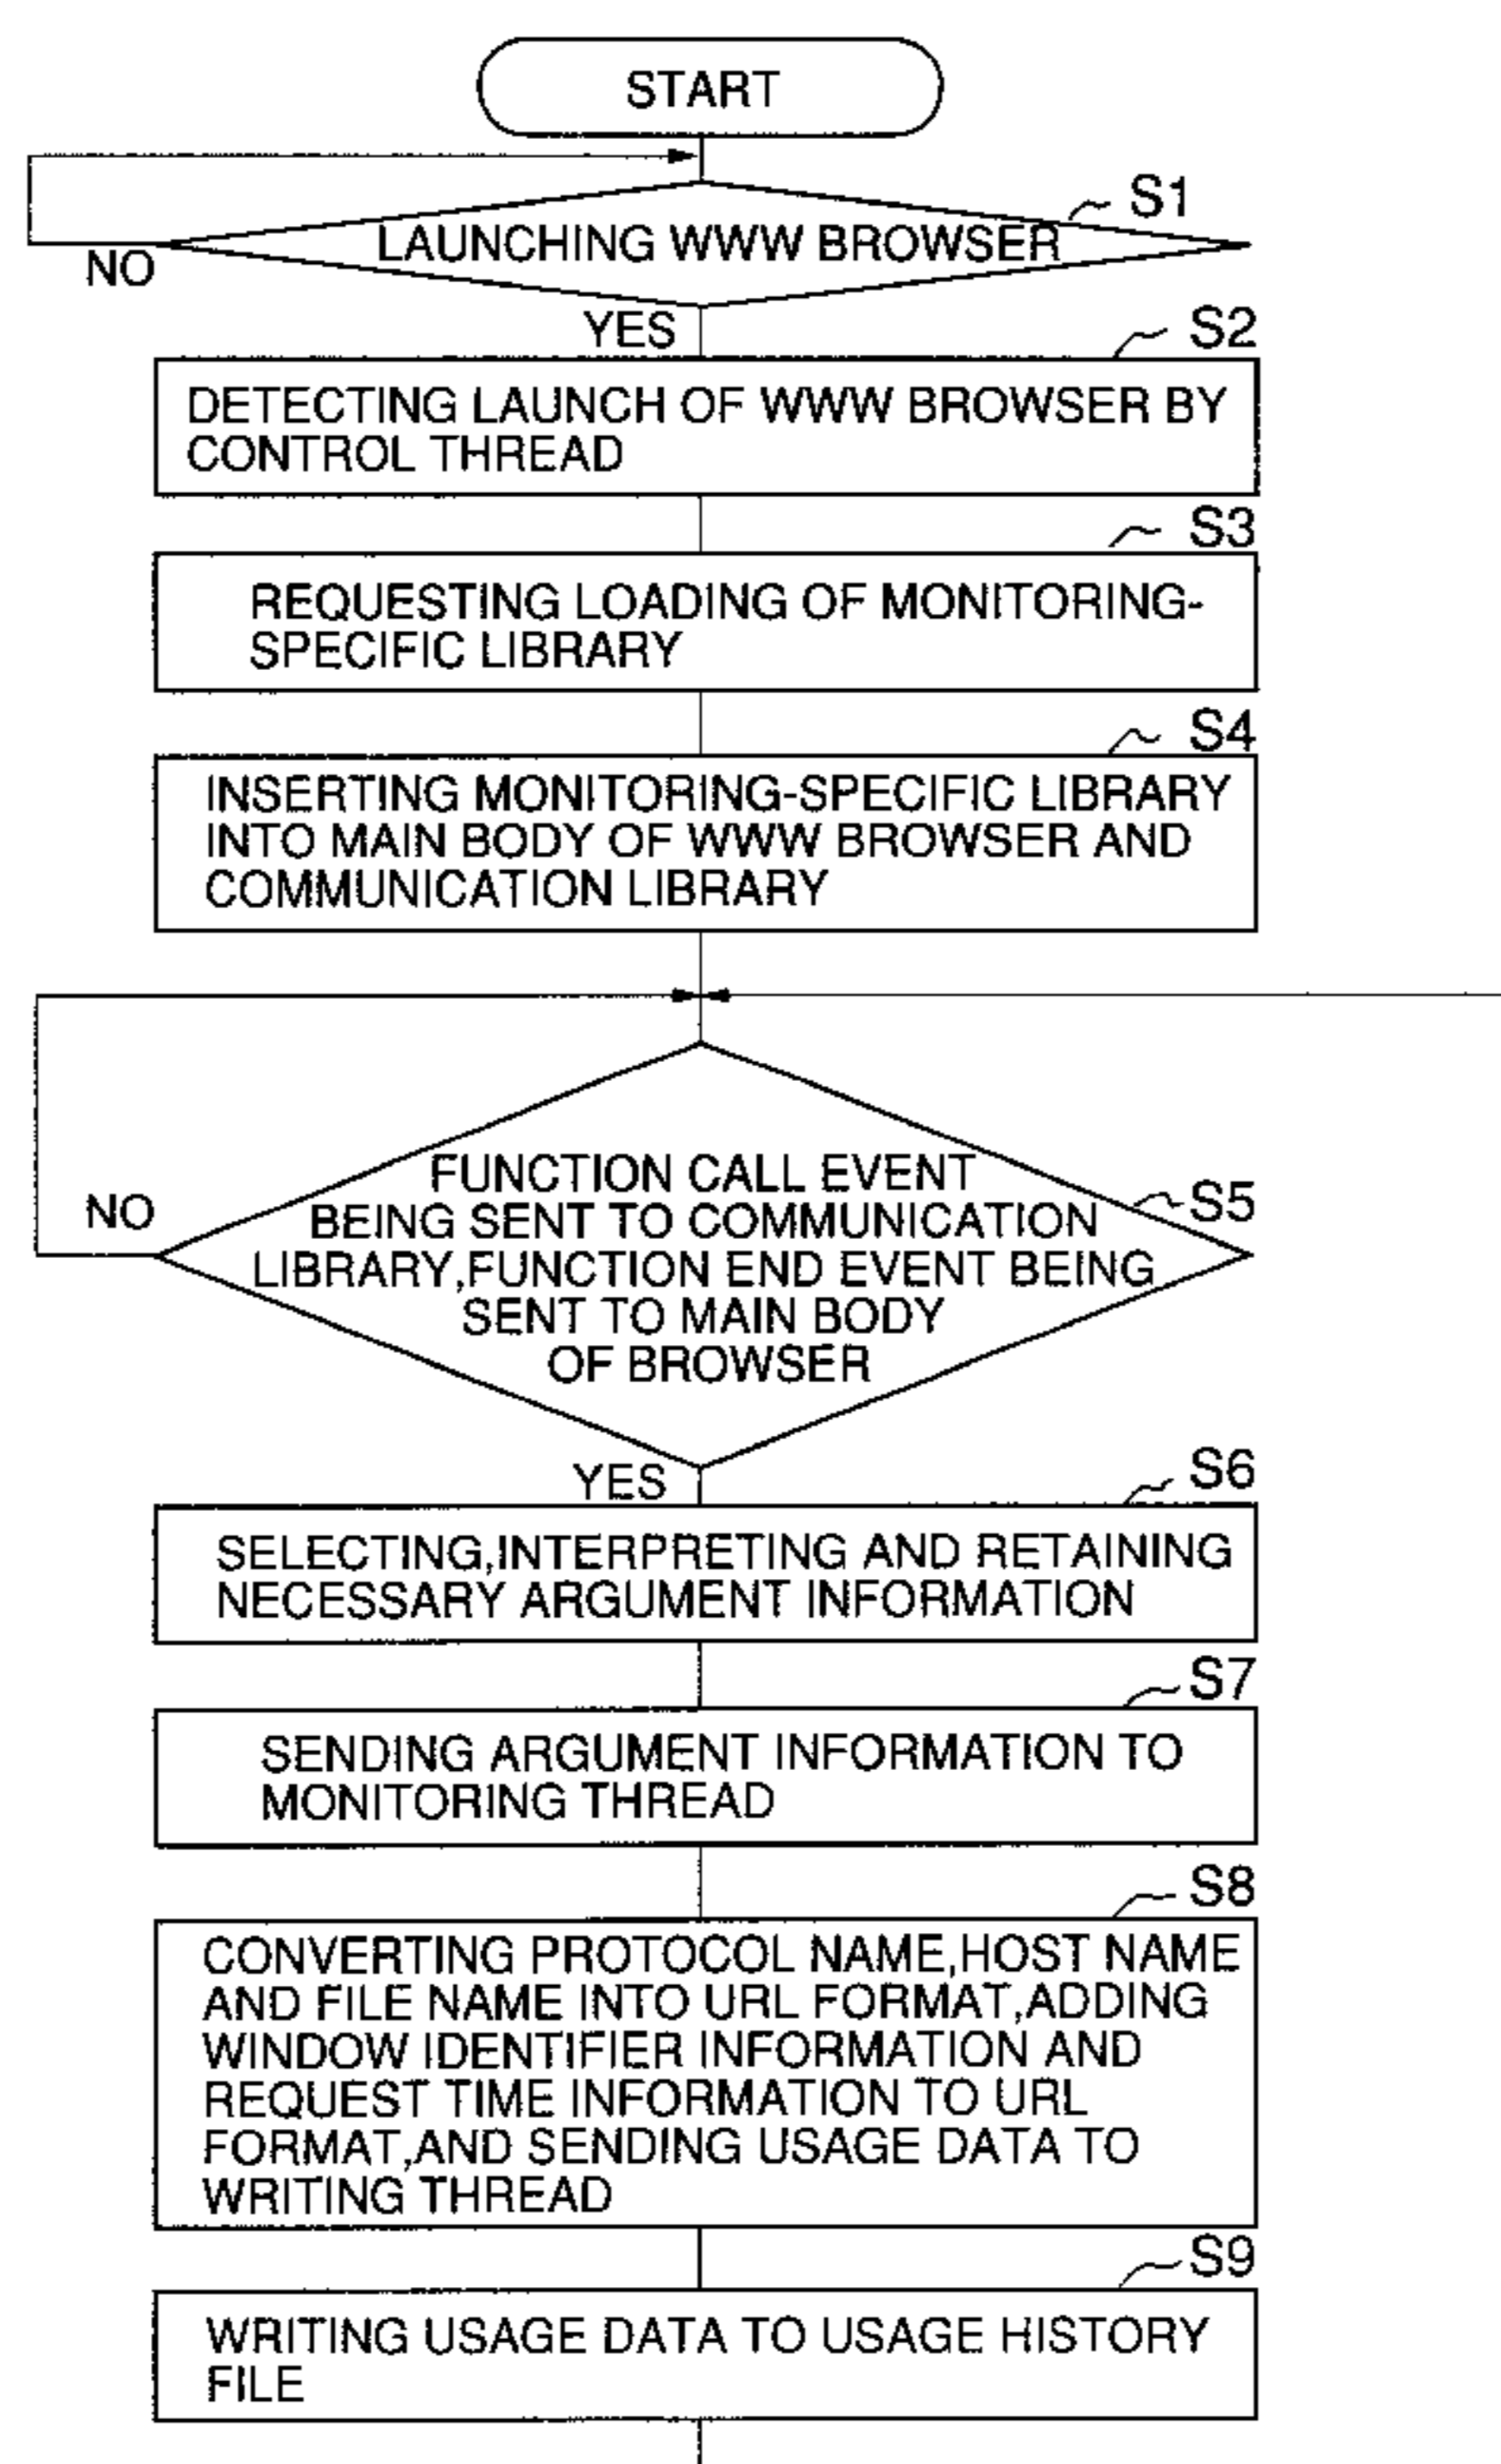 START
S1
LAUNCHING WWW BROWSER
NO
YES
S2
DETECTING LAUNCH OF WWW BROWSER BY
CONTROL THREAD
S3
REQUESTING LOADING OF MONITORING-
SPECIFIC LIBRARY
S4
INSERTING MONITORING-SPECIFIC LIBRARY
INTO MAIN BODY OF WWW BROWSER AND
COMMUNICATION LIBRARY
FUNCTION CALL EVENT
NO
S5
BEING SENT TO COMMUNICATION
LIBRARY,FUNCTION END EVENT BEING
SENT TO MAIN BODY
OF BROWSER
YES
S6
SELECTING,INTERPRETING AND RETAINING
NECESSARY ARGUMENT INFORMATION
S7
SENDING ARGUMENT INFORMATION TO
MONITORING THREAD
S8
CONVERTING PROTOCOL NAME,HOST NAME
AND FILE NAME INTO URL FORMAT,ADDING
WINDOW IDENTIFIER INFORMATION AND
REQUEST TIME INFORMATION TO URL
FORMAT,AND SENDING USAGE DATA TO
WRITING THREAD
S9
WRITING USAGE DATA TO USAGE HISTORY
FILE